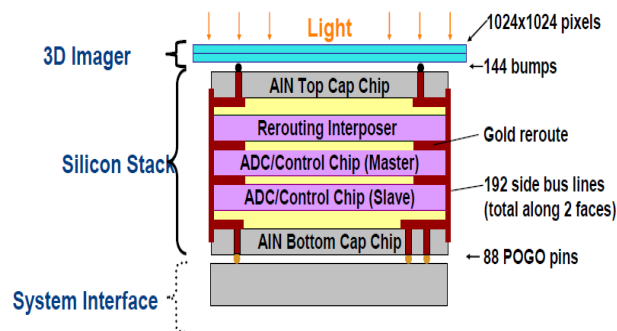 Light
1024x1024 pixels
3D Imager
144 bumps
AIN Top Cap Chip
Rerouting Interposer
Gold reroute
Silicon Stack
ADC/Control Chip (Master)
ADC/Control Chip (Slave)
192 side bus lines
(total along 2 faces)
AIN Bottom Cap Chip
88 POGO pins
System Interface